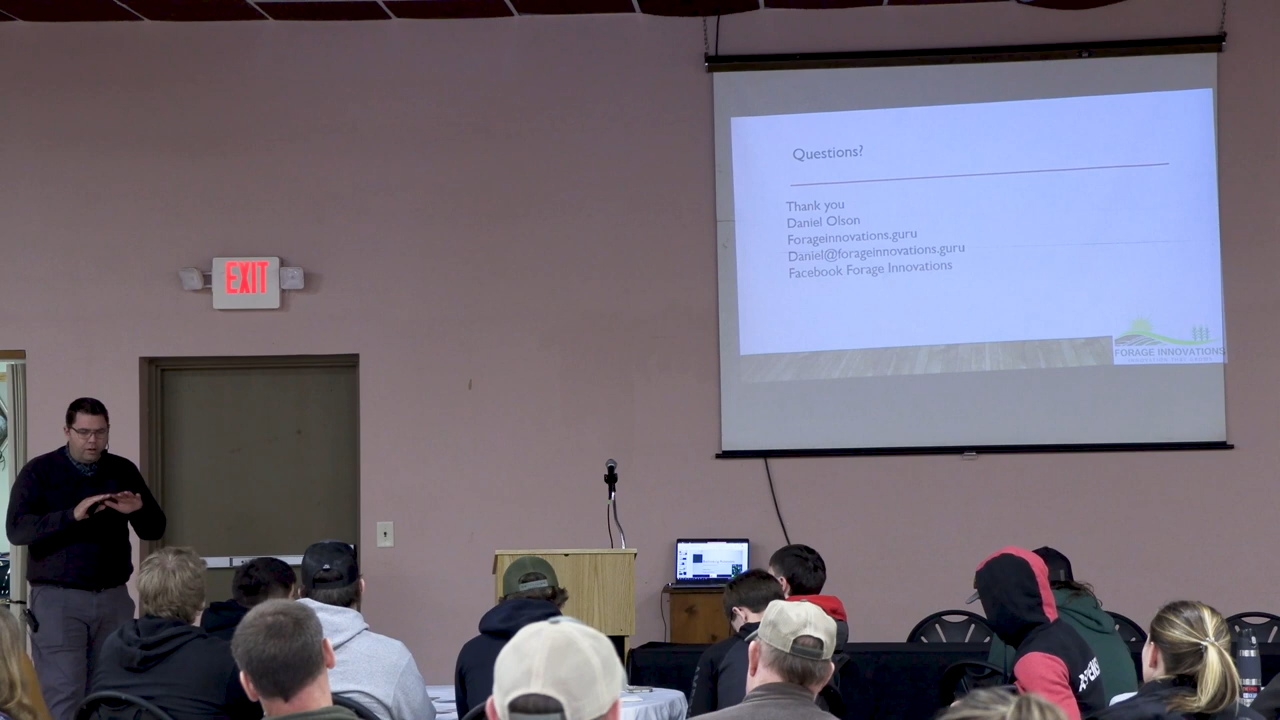 Questions?
Thank you
Daniel Olson
Forageinnovations.guru
Daniel@forageinnovations.guru
Facebook Forage Innovations
FORAGE INNOVATIONS
EXIT